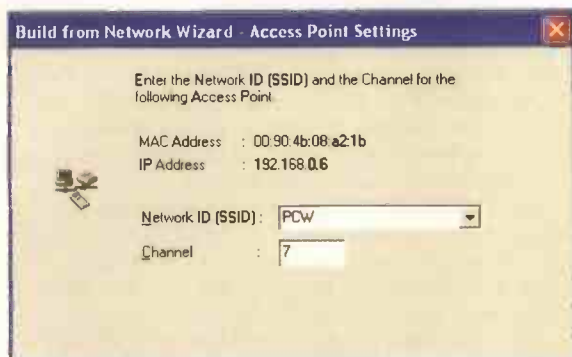 Build from Network Wizard - Access Point Settings
Enter the Network ID (SSID) and the Channel for the
following Access Point
MAC Address : 00:90:4b:08:a2:1b
IP Address : 192.168.0.6
Network ID (SSID) : PCW
Channel : 7